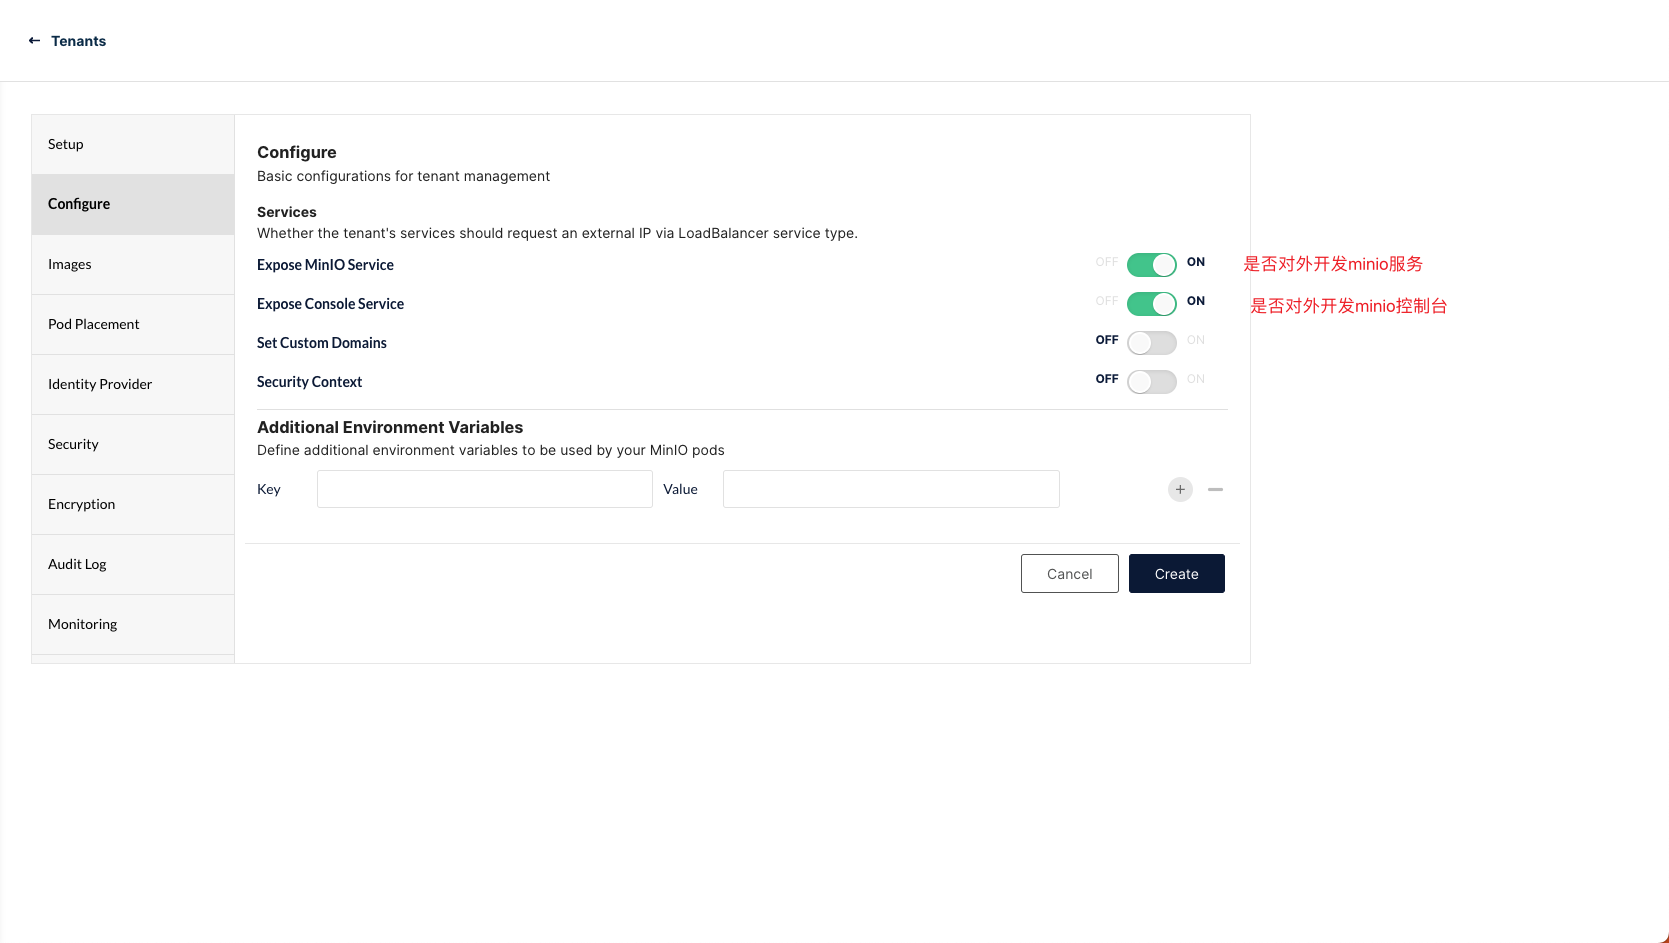 ← Tenants
Setup
Configure
Images
Pod Placement
Identity Provider
Security
Encryption
Audit Log
Monitoring
Configure
Basic configurations for tenant management
Services
Whether the tenant's services should request an external IP via LoadBalancer service type.
Expose MinIO Service OFF ON 是否对外开发minio服务
Expose Console Service OFF ON 是否对外开发minio控制台
Set Custom Domains OFF ON
Security Context OFF ON
Additional Environment Variables
Define additional environment variables to be used by your MinIO pods
Key Value + −
Cancel Create